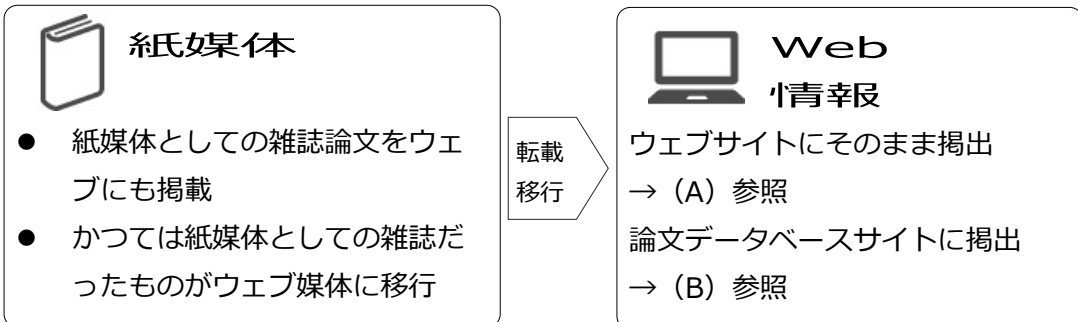 紙媒体
● 紙媒体としての雑誌論文をウェ
ブにも掲載
● かつては紙媒体としての雑誌だ
ったものがウェブ媒体に移行
転載
移行
Web
情報
ウェブサイトにそのまま掲出
→（A）参照
論文データベースサイトに掲出
→（B）参照